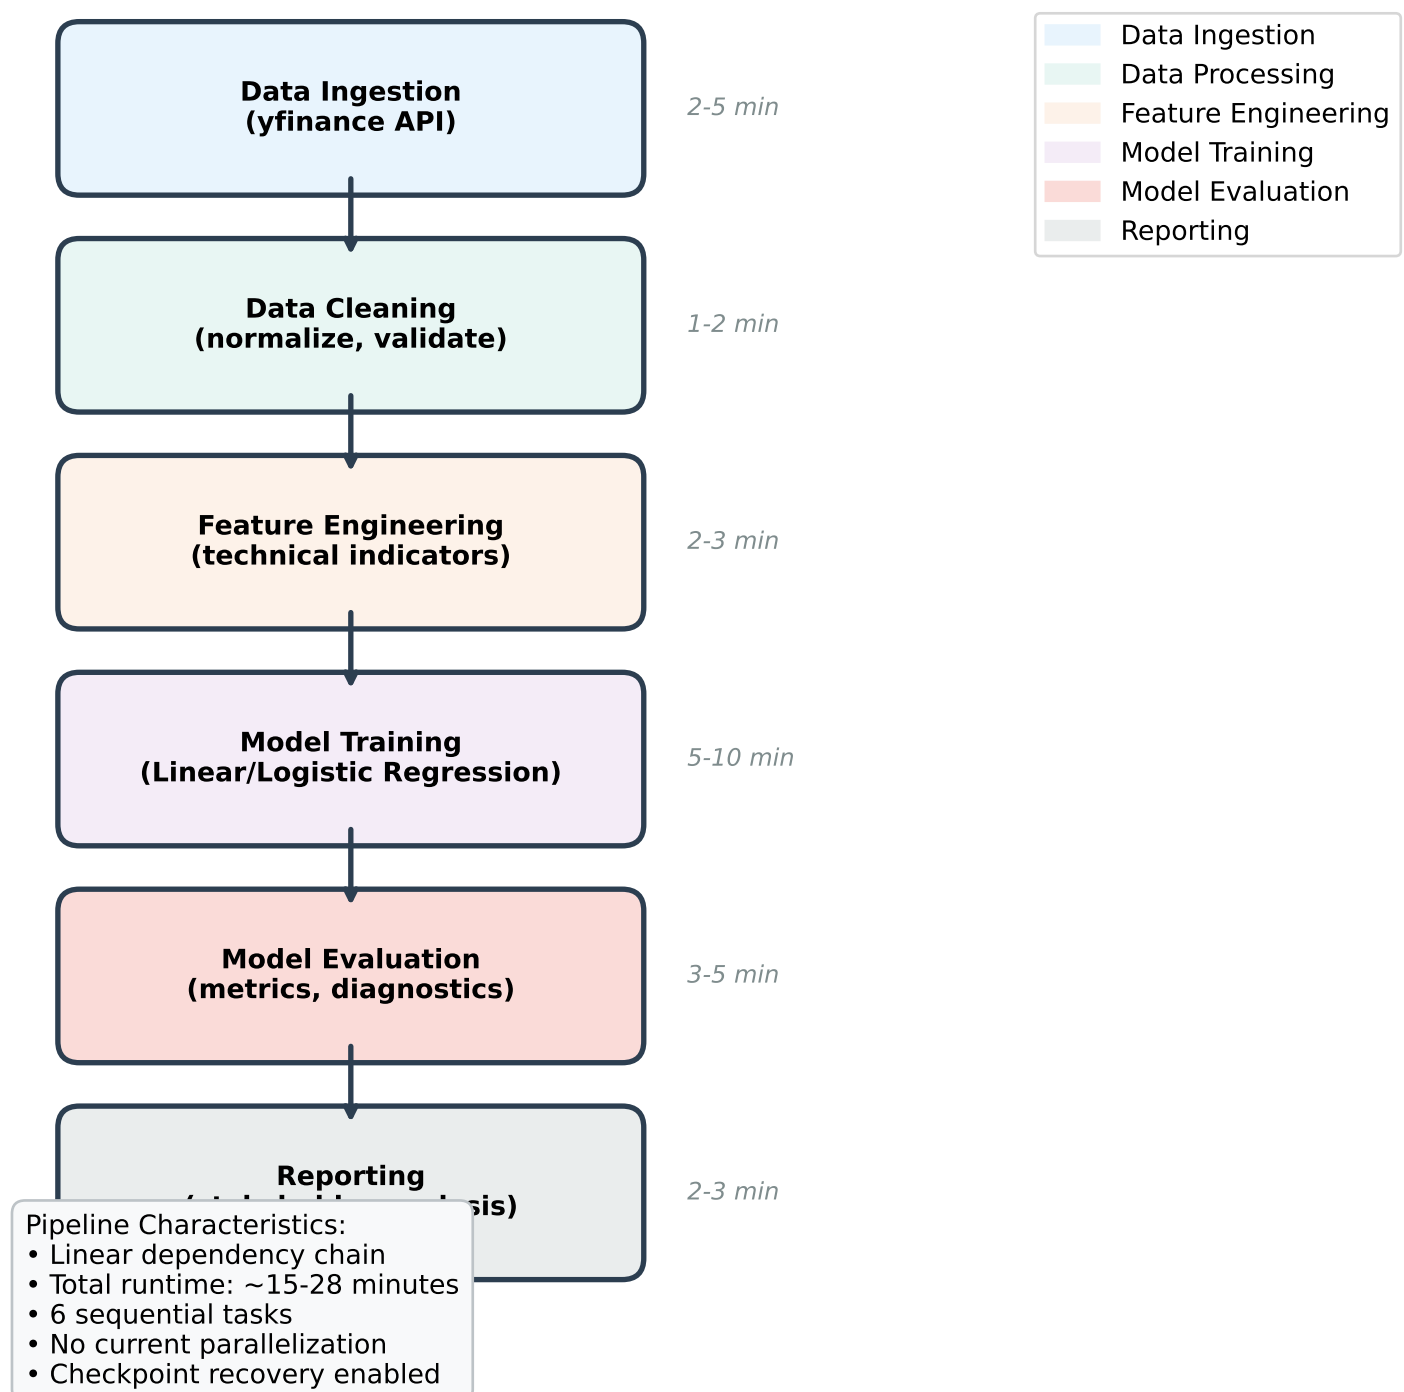 Data Ingestion
(yfinance API)
2-5 min
Data Cleaning
(normalize, validate)
1-2 min
Feature Engineering
(technical indicators)
2-3 min
Model Training
(Linear/Logistic Regression)
5-10 min
Model Evaluation
(metrics, diagnostics)
3-5 min
Reporting
2-3 min
Pipeline Characteristics:
• Linear dependency chain
• Total runtime: ~15-28 minutes
• 6 sequential tasks
• No current parallelization
• Checkpoint recovery enabled
Data Ingestion
Data Processing
Feature Engineering
Model Training
Model Evaluation
Reporting